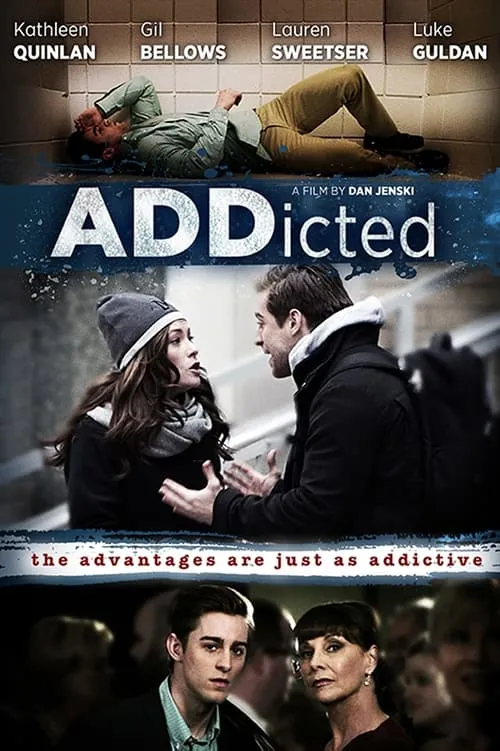 Kathleen Gil Lauren Luke
QUINLAN BELLOWS SWEETSER GULDAN
A FILM BY DAN JENSKI
ADDicted
the advantages are just as addictive